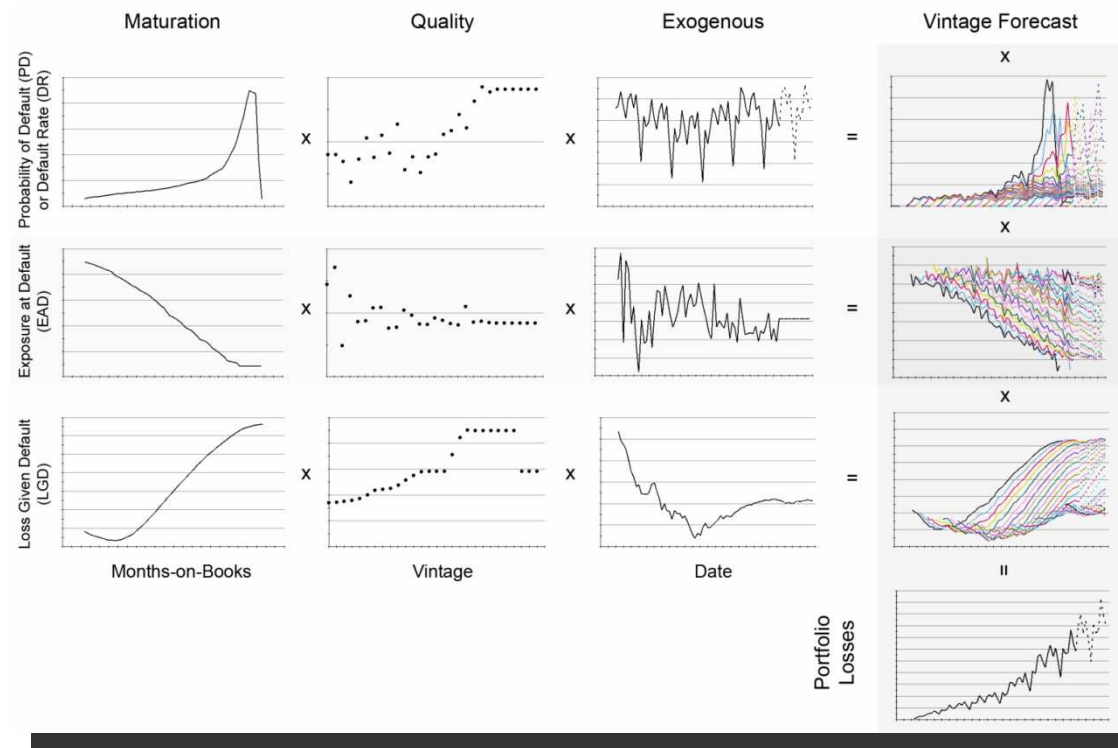 Maturation
Quality
Exogenous
Vintage Forecast
x
Probability of Default (PD)
or Default Rate (DR)
x
x
=
x
Exposure at Default
(EAD)
x
x
=
x
Loss Given Default
(LGD)
x
x
=
Months-on-Books
Vintage
Date
=
Portfolio
Losses